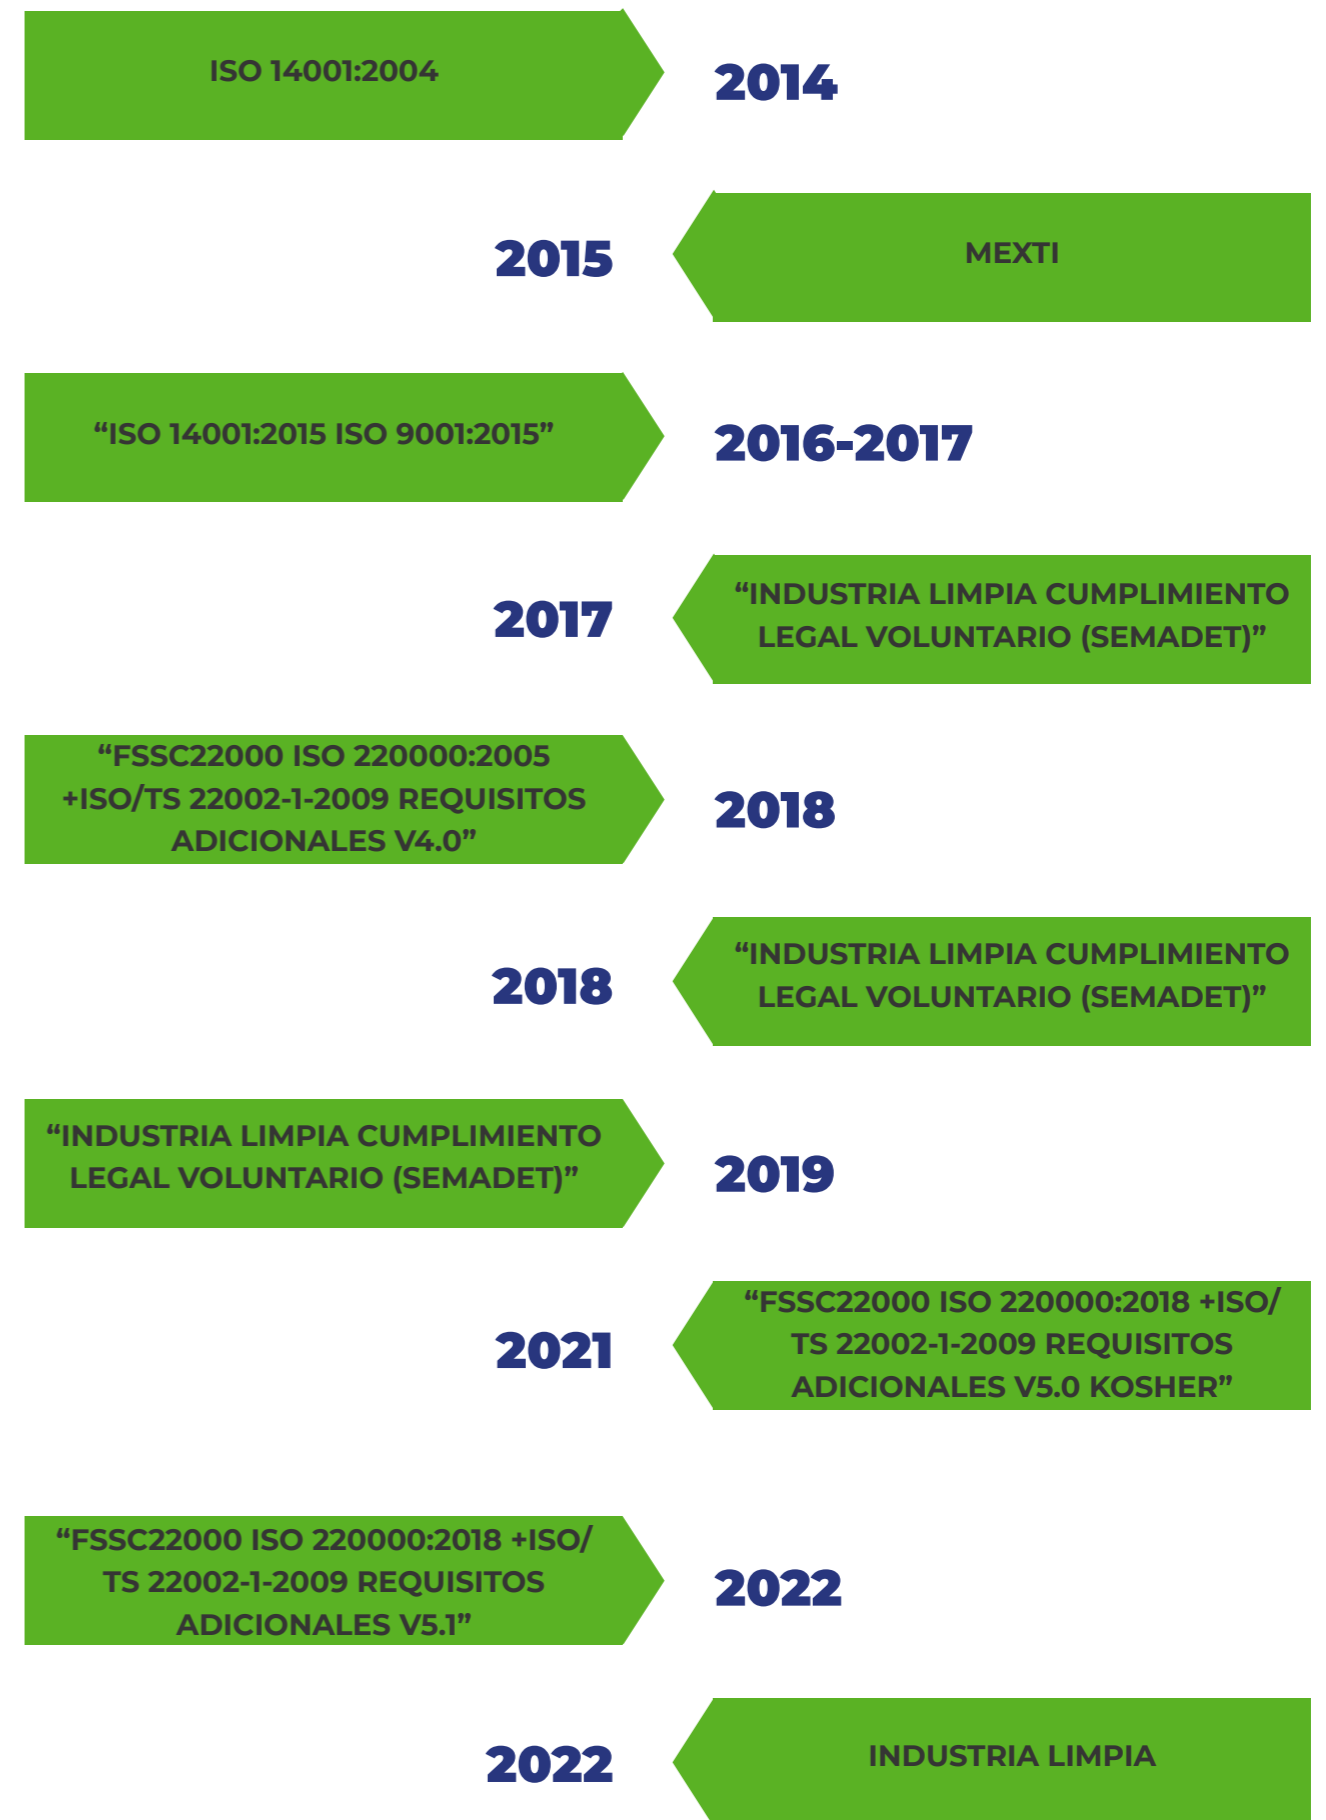 ISO 14001:2004
2014
2015
MEXTI
“ISO 14001:2015 ISO 9001:2015”
2016-2017
2017
“INDUSTRIA LIMPIA CUMPLIMIENTO
LEGAL VOLUNTARIO (SEMADET)”
“FSSC22000 ISO 220000:2005
+ISO/TS 22002-1-2009 REQUISITOS
ADICIONALES V4.0”
2018
2018
“INDUSTRIA LIMPIA CUMPLIMIENTO
LEGAL VOLUNTARIO (SEMADET)”
“INDUSTRIA LIMPIA CUMPLIMIENTO
LEGAL VOLUNTARIO (SEMADET)”
2019
2021
“FSSC22000 ISO 220000:2018 +ISO/
TS 22002-1-2009 REQUISITOS
ADICIONALES V5.0 KOSHER”
“FSSC22000 ISO 220000:2018 +ISO/
TS 22002-1-2009 REQUISITOS
ADICIONALES V5.1”
2022
2022
INDUSTRIA LIMPIA